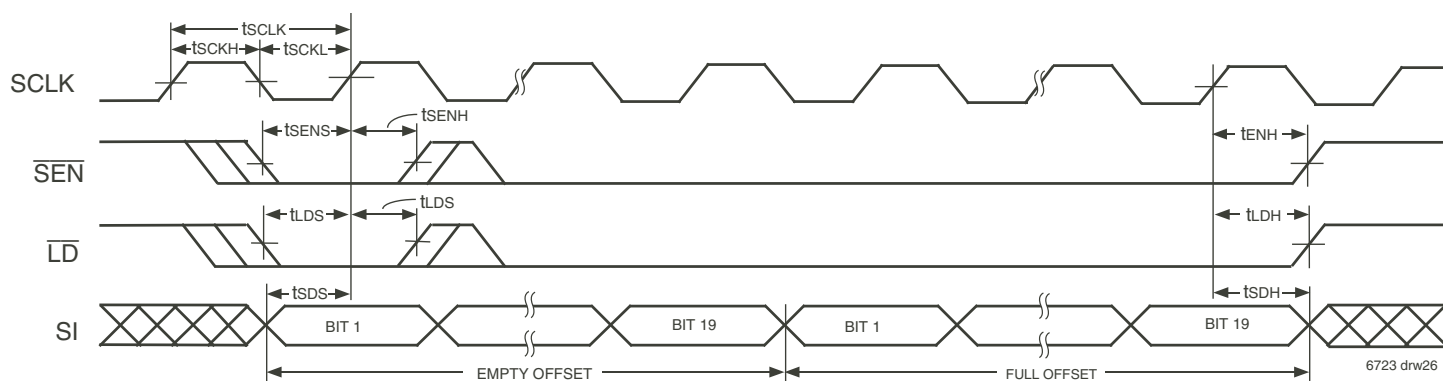 tSCLK
tSCKH tSCKL
SCLK
tSENS tSENH tENH
SEN
tLDS tLDS tLDH
LD
tSDS tSDH
SI BIT 1 BIT 19 BIT 1 BIT 19
EMPTY OFFSET FULL OFFSET
6723 drw26